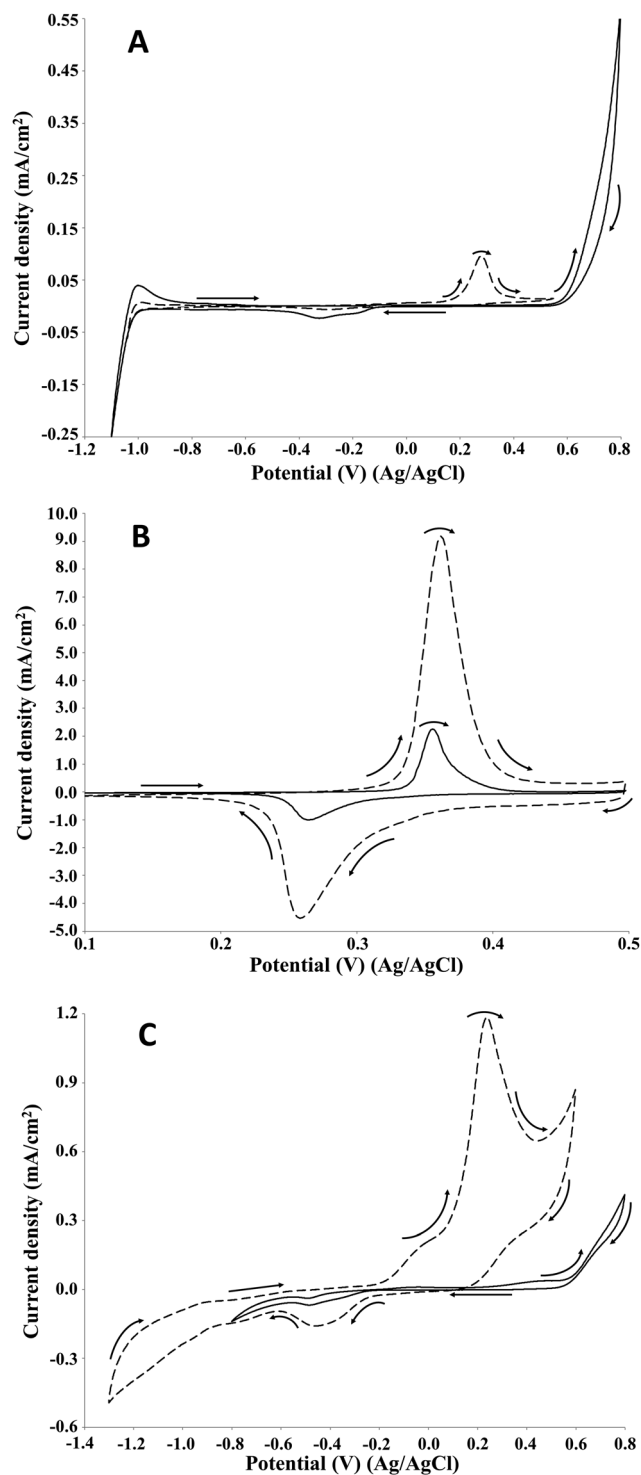 A
Current density (mA/cm²)
0.55
0.45
0.35
0.25
0.15
0.05
-0.05
-0.15
-0.25
-1.2 -1.0 -0.8 -0.6 -0.4 -0.2 0.0 0.2 0.4 0.6 0.8
Potential (V) (Ag/AgCl)
B
Current density (mA/cm²)
10.0
9.0
8.0
7.0
6.0
5.0
4.0
3.0
2.0
1.0
0.0
-1.0
-2.0
-3.0
-4.0
-5.0
0.1 0.2 0.3 0.4 0.5
Potential (V) (Ag/AgCl)
C
Current density (mA/cm²)
1.2
0.9
0.6
0.3
0.0
-0.3
-0.6
-1.4 -1.2 -1.0 -0.8 -0.6 -0.4 -0.2 0.0 0.2 0.4 0.6 0.8
Potential (V) (Ag/AgCl)